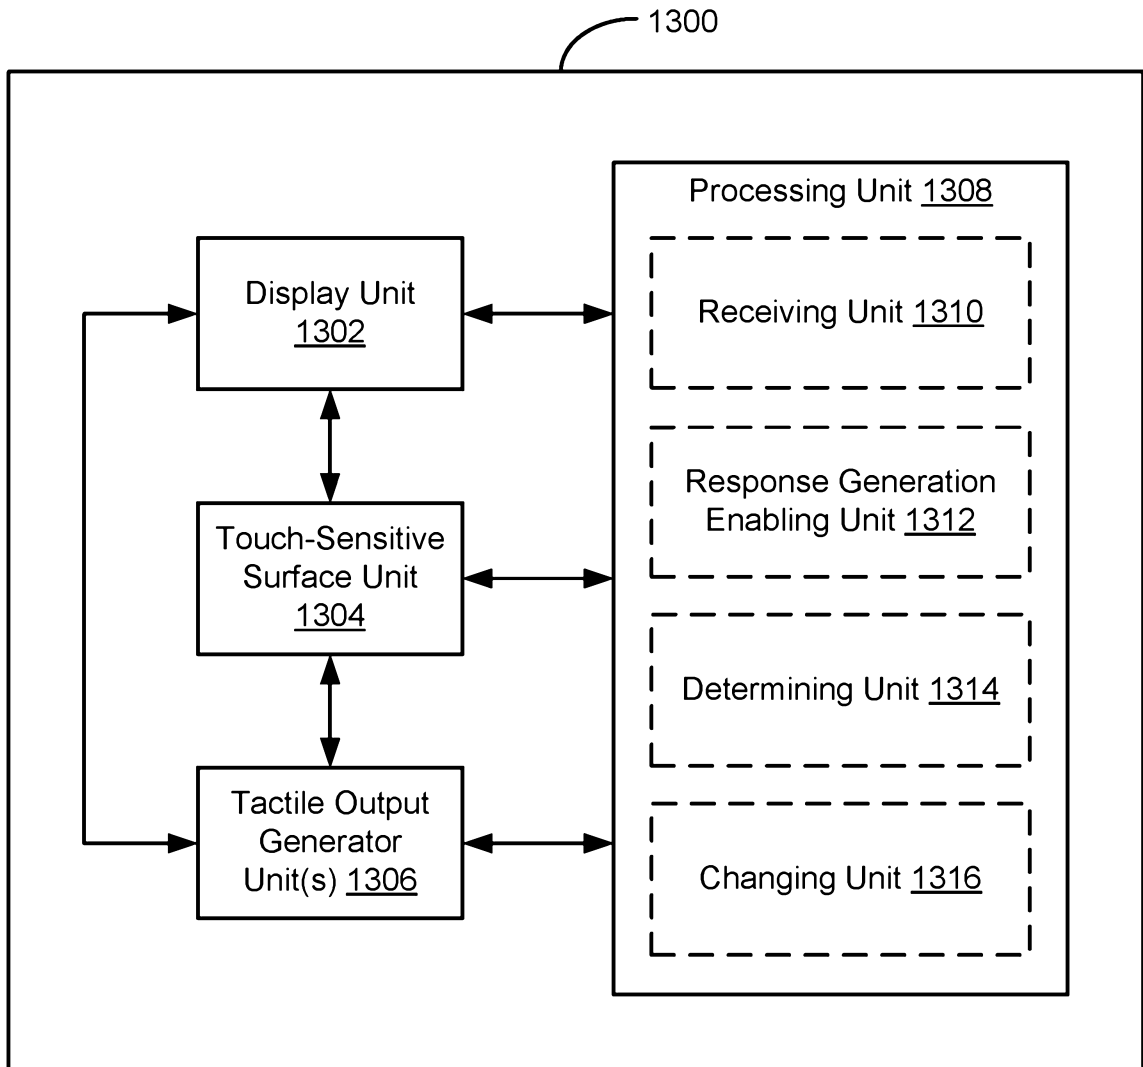 1300
Processing Unit 1308
Display Unit
1302
Receiving Unit 1310
Response Generation
Enabling Unit 1312
Touch-Sensitive
Surface Unit
1304
Determining Unit 1314
Tactile Output
Generator
Unit(s) 1306
Changing Unit 1316